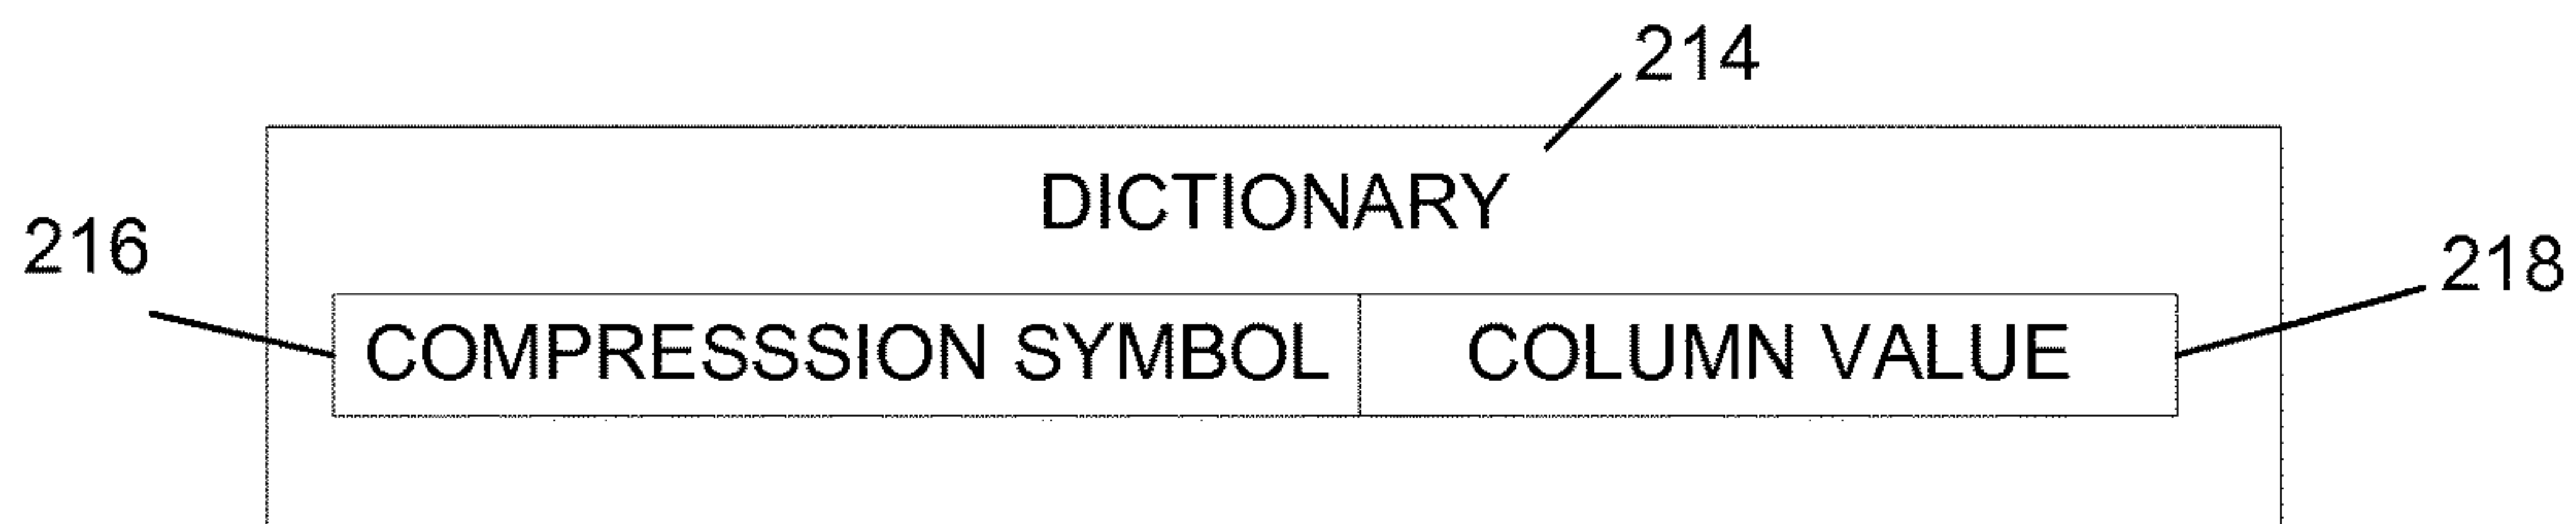 214
DICTIONARY
216
218
COMPRESSSION SYMBOL COLUMN VALUE